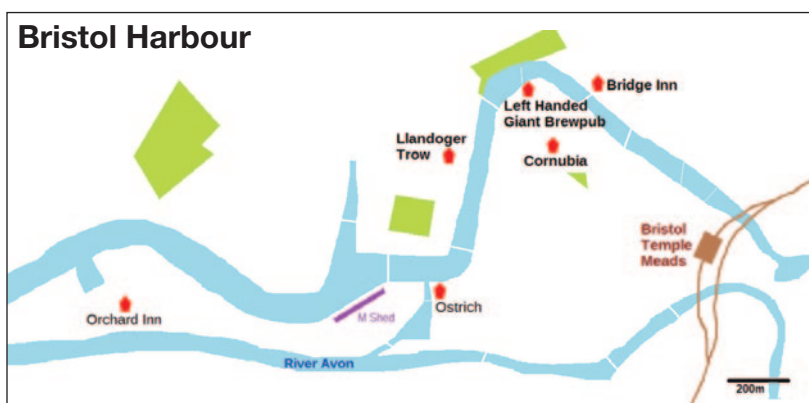 Bristol Harbour
Bridge Inn
Left Handed
Giant Brewpub
Llandoger
Trow
Cornubia
Bristol
Temple
Meads
Ostrich
M Shed
Orchard Inn
River Avon
200m